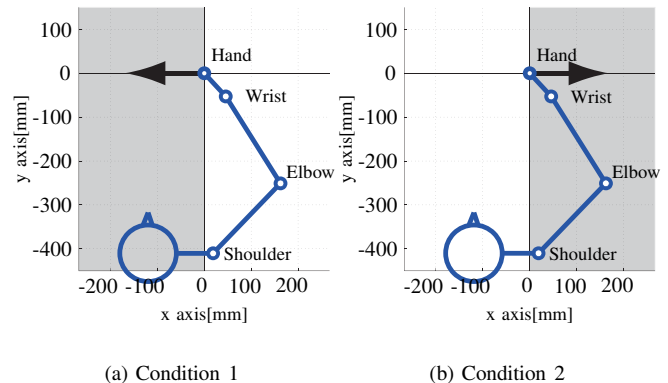 100
0
-100
-200
-300
-400
y axis[mm]
Hand
Wrist
Elbow
Shoulder
-200 -100 0 100 200
x axis[mm]
(a) Condition 1
100
0
-100
-200
-300
-400
y axis[mm]
Hand
Wrist
Elbow
Shoulder
-200 -100 0 100 200
x axis[mm]
(b) Condition 2